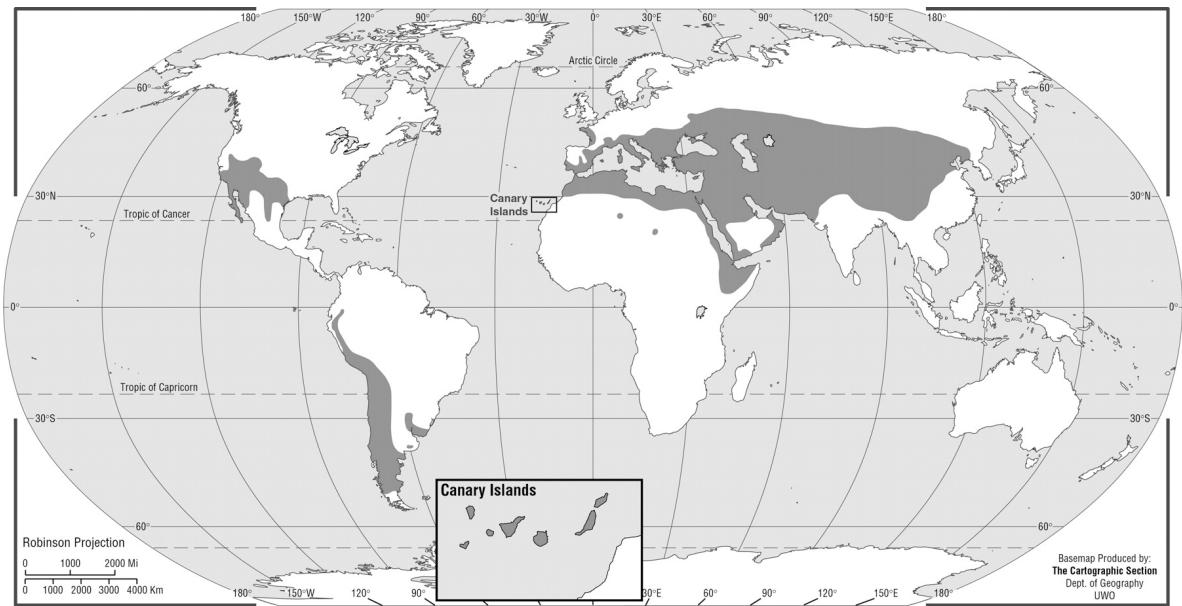 180° 150°W 120° 90° 60° 30°W 0° 30°E 60° 90° 120° 150°E 180°
Arctic Circle
60° 60°
30°N 30°N
Canary
Islands
Tropic of Cancer
0° 0°
Tropic of Capricorn
30°S 30°S
Canary Islands
60° 60°
Robinson Projection
0 1000 2000 Mi
0 1000 2000 3000 4000 Km
Basemap Produced by:
The Cartographic Section
Dept. of Geography
UWO
180° 150°W 120° 90° 30°E 60° 90° 120° 150°E 180°